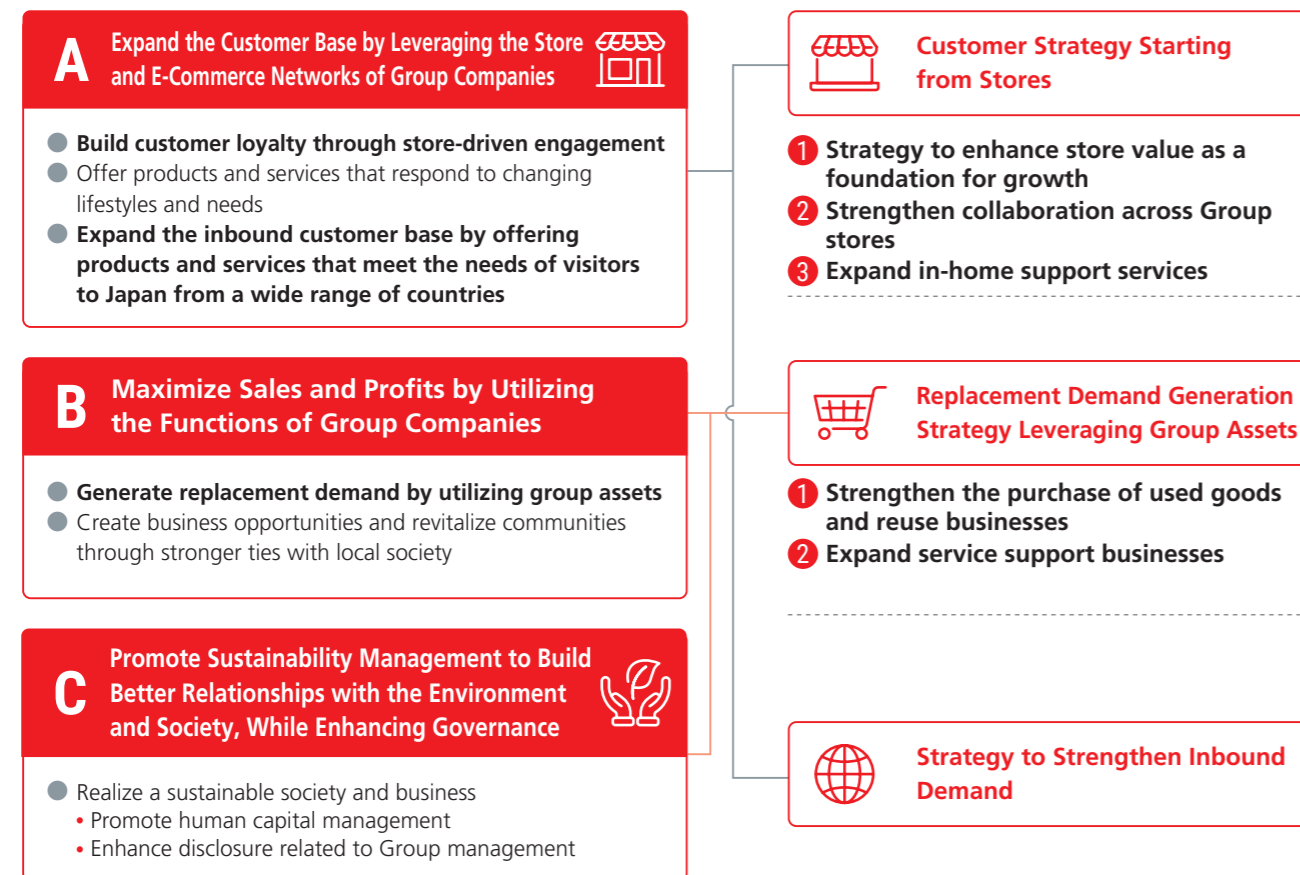 A
Expand the Customer Base by Leveraging the Store
and E-Commerce Networks of Group Companies
● Build customer loyalty through store-driven engagement
● Offer products and services that respond to changing
lifestyles and needs
● Expand the inbound customer base by offering
products and services that meet the needs of visitors
to Japan from a wide range of countries
B
Maximize Sales and Profits by Utilizing
the Functions of Group Companies
● Generate replacement demand by utilizing group assets
● Create business opportunities and revitalize communities
through stronger ties with local society
C
Promote Sustainability Management to Build
Better Relationships with the Environment
and Society, While Enhancing Governance
● Realize a sustainable society and business
• Promote human capital management
• Enhance disclosure related to Group management
Customer Strategy Starting
from Stores
1 Strategy to enhance store value as a
foundation for growth
2 Strengthen collaboration across Group
stores
3 Expand in-home support services
Replacement Demand Generation
Strategy Leveraging Group Assets
1 Strengthen the purchase of used goods
and reuse businesses
2 Expand service support businesses
Strategy to Strengthen Inbound
Demand